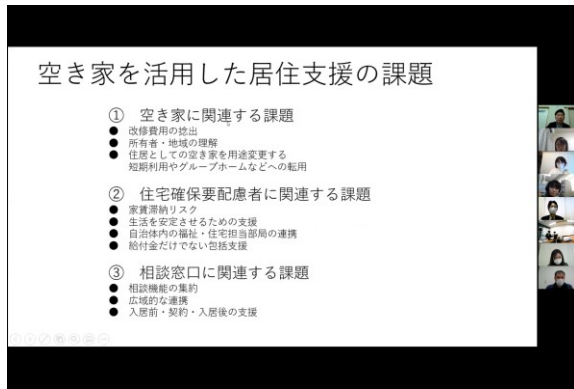 空き家を活用した居住支援の課題
① 空き家に関連する課題
● 改修費用の捻出
● 所有者・地域の理解
● 住居としての空き家を用途変更する
短期利用やグループホームなどへの転用
② 住宅確保要配慮者に関連する課題
● 家賃滞納リスク
● 生活を安定させるための支援
● 自治体内の福祉・住宅担当部局の連携
● 給付金だけでない包括支援
③ 相談窓口に関連する課題
● 相談機能の集約
● 広域的な連携
● 入居前・契約・入居後の支援